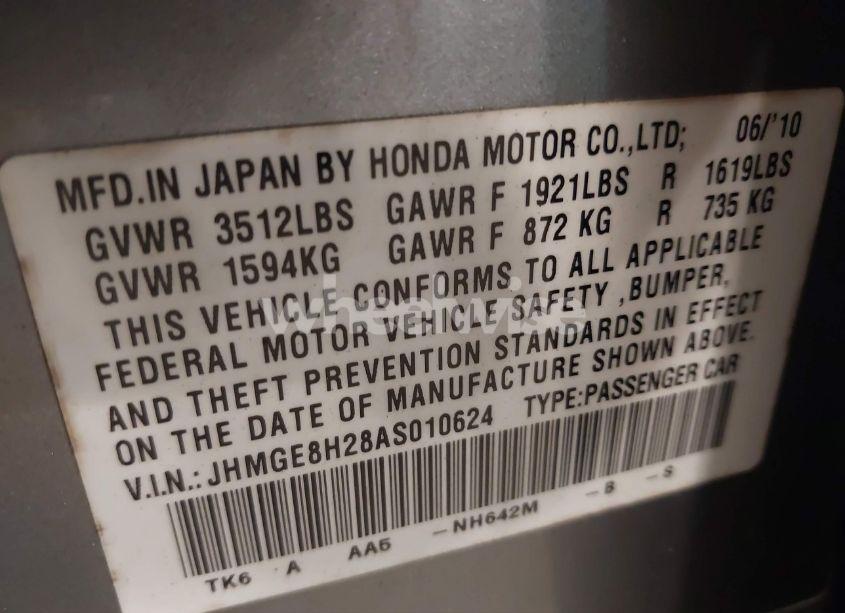 MFD.IN JAPAN BY HONDA MOTOR CO.,LTD; 06/'10
GVWR 3512LBS GAWR F 1921LBS R 1619LBS
GVWR 1594KG GAWR F 872 KG R 735 KG
THIS VEHICLE CONFORMS TO ALL APPLICABLE
FEDERAL MOTOR VEHICLE SAFETY ,BUMPER,
AND THEFT PREVENTION STANDARDS IN EFFECT
ON THE DATE OF MANUFACTURE SHOWN ABOVE.
V.I.N.: JHMGE8H28AS010624 TYPE:PASSENGER CAR
TK6 A AA5 -NH642M -B -S
wheelwise